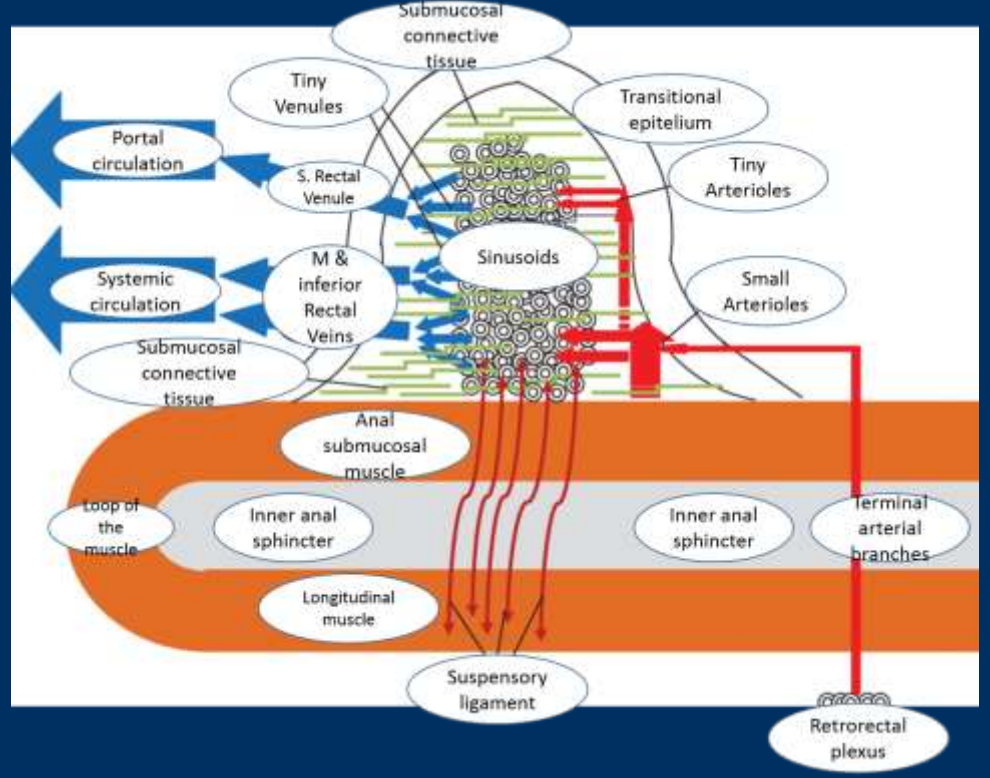 Submucosal
connective
tissue
Tiny
Venules
Transitional
epitelium
Portal
circulation
S. Rectal
Venule
Tiny
Arterioles
Sinusoids
M &
inferior
Rectal
Veins
Systemic
circulation
Small
Arterioles
Submucosal
connective
tissue
Anal
submucosal
muscle
Loop of
the
muscle
Inner anal
sphincter
Inner anal
sphincter
Terminal
arterial
branches
Longitudinal
muscle
Suspensory
ligament
Retrorectal
plexus